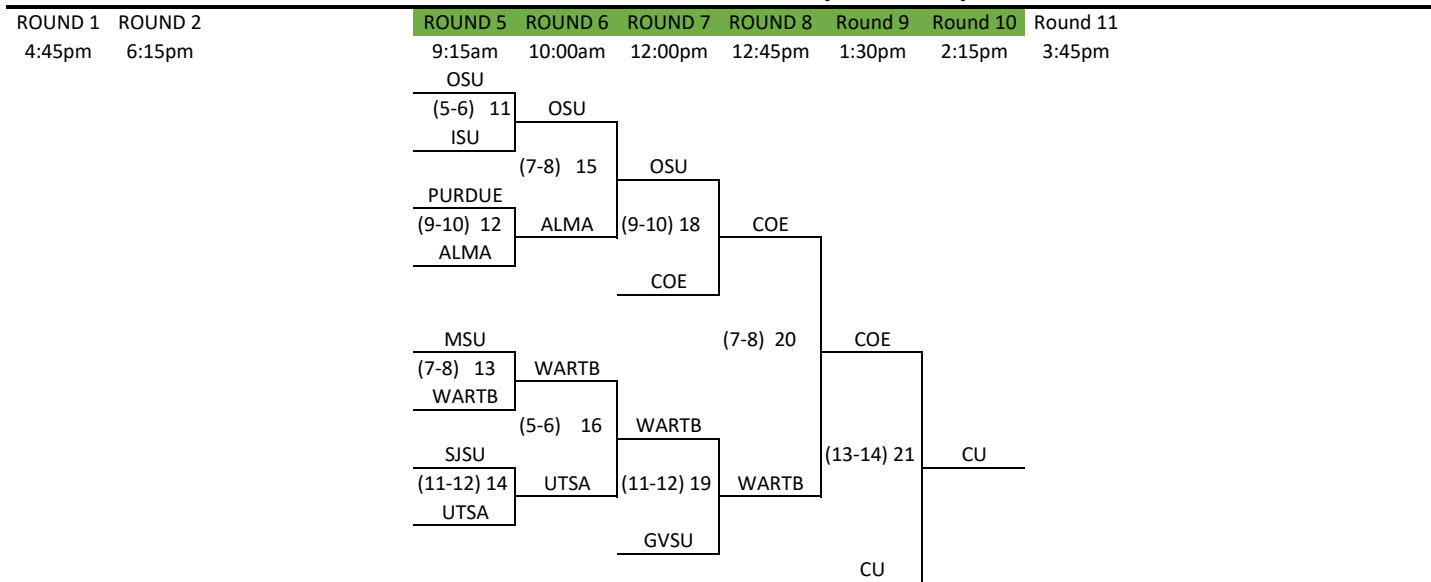 ROUND 1 ROUND 2 ROUND 5 ROUND 6 ROUND 7 ROUND 8 Round 9 Round 10 Round 11
4:45pm 6:15pm 9:15am 10:00am 12:00pm 12:45pm 1:30pm 2:15pm 3:45pm
OSU
(5-6) 11 OSU
ISU
(7-8) 15 OSU
PURDUE
(9-10) 12 ALMA (9-10) 18 COE
ALMA
COE
MSU (7-8) 20 COE
(7-8) 13 WARTB
WARTB
(5-6) 16 WARTB
SJSU (13-14) 21 CU
(11-12) 14 UTSA (11-12) 19 WARTB
UTSA
GVSU
CU